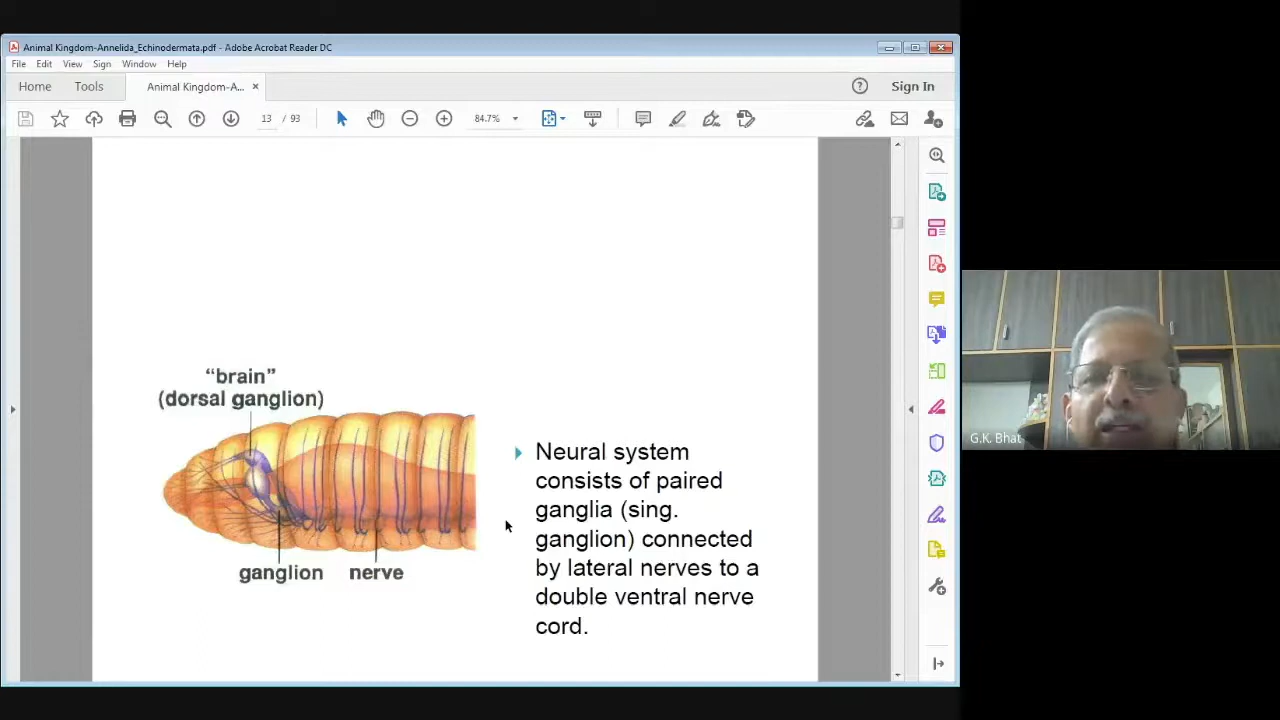 Animal Kingdom-Annelida_Echinodermata.pdf - Adobe Acrobat Reader DC
File Edit View Sign Window Help
Home Tools Animal Kingdom-A... × Sign In
13 / 93 84.7%
"brain"
(dorsal ganglion)
ganglion nerve
Neural system
consists of paired
ganglia (sing.
ganglion) connected
by lateral nerves to a
double ventral nerve
cord.
G.K. Bhat